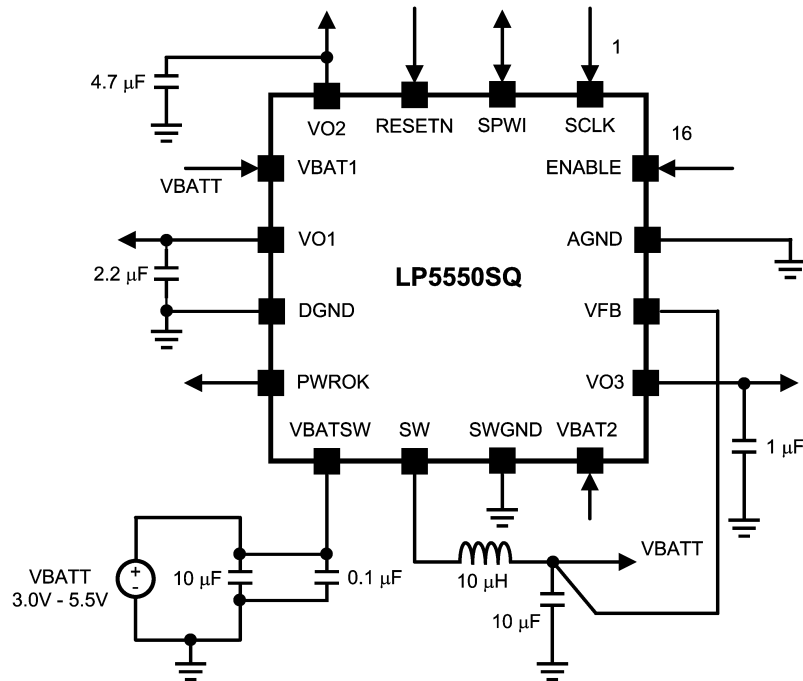 1
4.7 μF
VO2
RESETN
SPWI
SCLK
16
VBATT
VBAT1
ENABLE
VO1
AGND
2.2 μF
LP5550SQ
DGND
VFB
PWROK
VO3
VBATSW
SW
SWGND
VBAT2
1 μF
VBATT
3.0V - 5.5V
+
-
10 μF
0.1 μF
10 μH
VBATT
10 μF